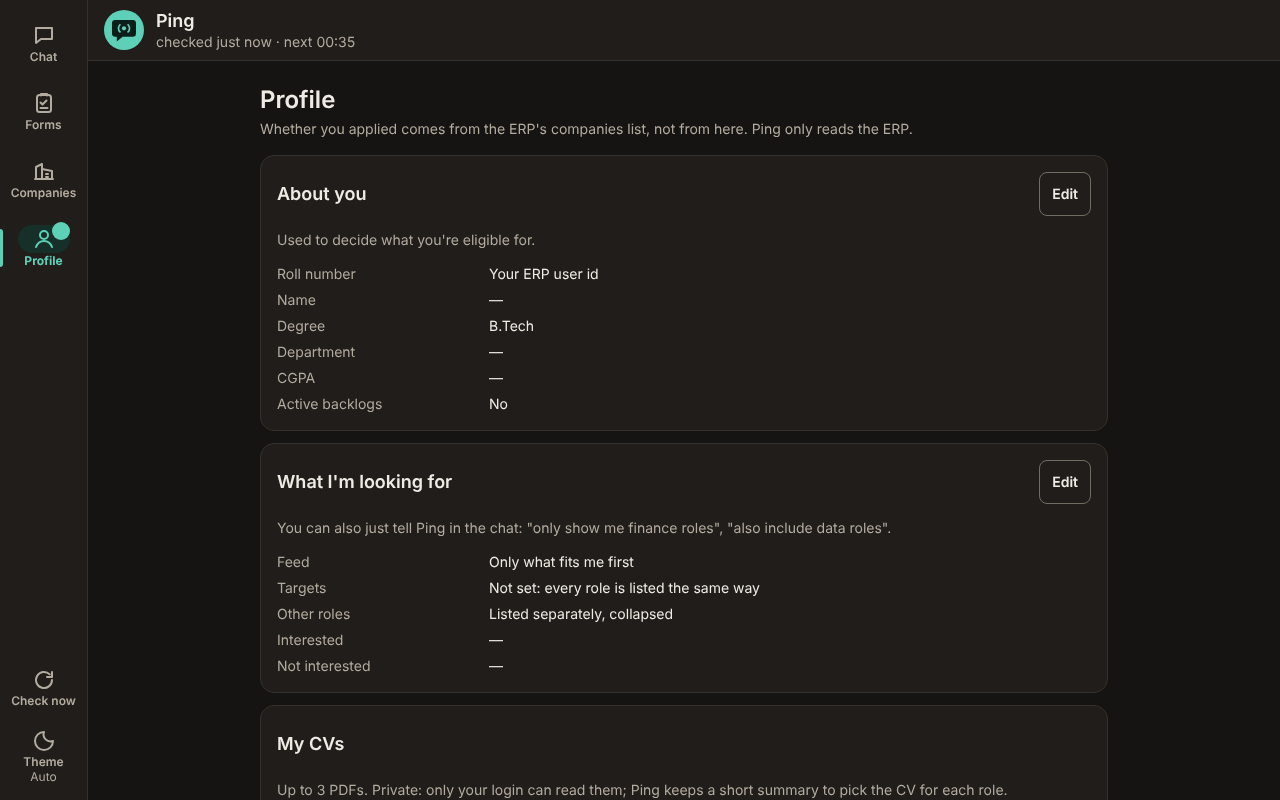 Ping
checked just now · next 00:35
Chat
Forms
Companies
Profile
Check now
Theme
Auto
Profile
Whether you applied comes from the ERP's companies list, not from here. Ping only reads the ERP.
About you
Edit
Used to decide what you're eligible for.
Roll number Your ERP user id
Name —
Degree B.Tech
Department —
CGPA —
Active backlogs No
What I'm looking for
Edit
You can also just tell Ping in the chat: "only show me finance roles", "also include data roles".
Feed Only what fits me first
Targets Not set: every role is listed the same way
Other roles Listed separately, collapsed
Interested —
Not interested —
My CVs
Up to 3 PDFs. Private: only your login can read them; Ping keeps a short summary to pick the CV for each role.